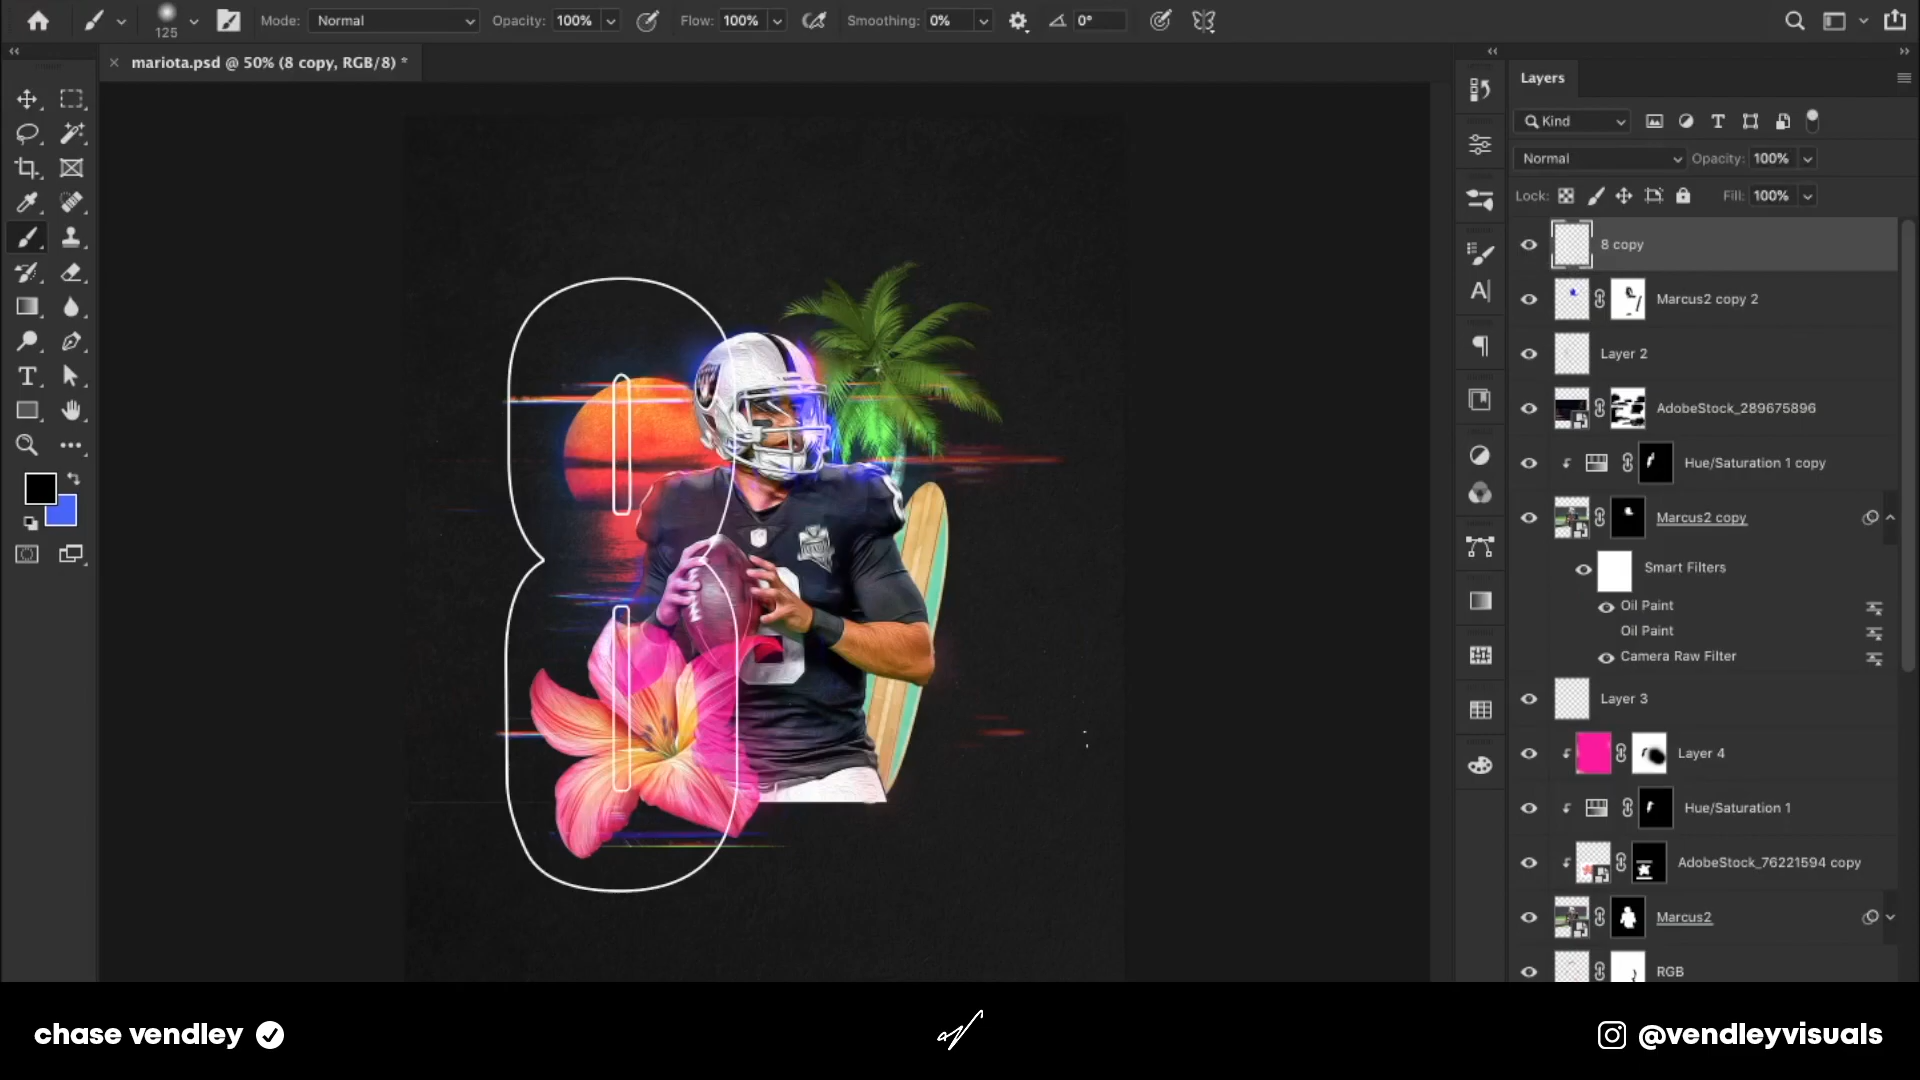 125
Mode:
Normal
Opacity:
100%
Flow:
100%
Smoothing:
0%
0°
mariota.psd @ 50% (8 copy, RGB/8) *
Layers
Kind
Normal
Opacity:
100%
Lock:
Fill:
100%
8 copy
Marcus2 copy 2
Layer 2
AdobeStock_289675896
Hue/Saturation 1 copy
Marcus2 copy
Smart Filters
Oil Paint
Oil Paint
Camera Raw Filter
Layer 3
Layer 4
Hue/Saturation 1
AdobeStock_76221594 copy
Marcus2
RGB
8
chase vendley
@vendleyvisuals